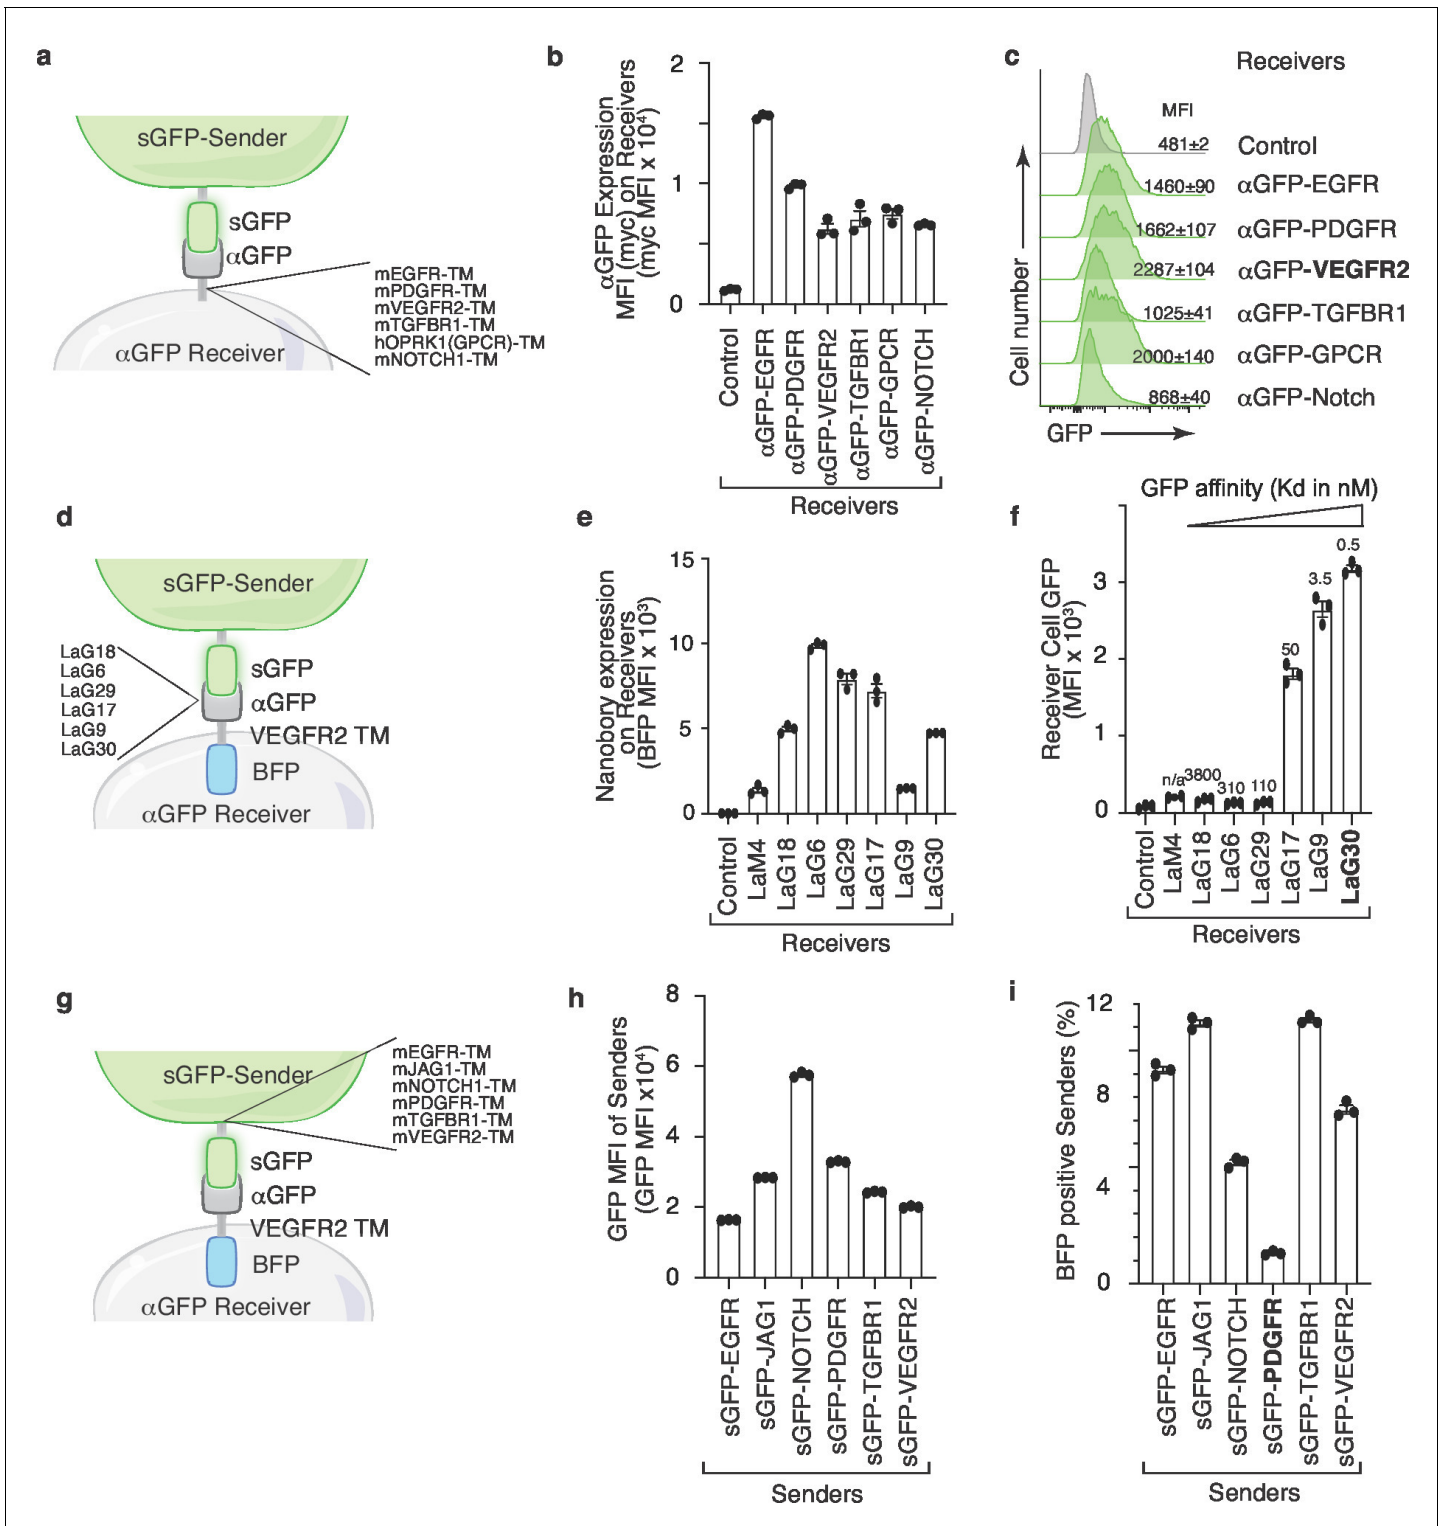 a
sGFP-Sender
sGFP
αGFP
mEGFR-TM
mPDGFR-TM
mVEGFR2-TM
mTGFBR1-TM
hOPRK1(GPCR)-TM
mNOTCH1-TM
αGFP Receiver
b
αGFP Expression
MFI (myc) on Receivers
(myc MFI x 10⁴)
2
1
0
Control
αGFP-EGFR
αGFP-PDGFR
αGFP-VEGFR2
αGFP-TGFBR1
αGFP-GPCR
αGFP-NOTCH
Receivers
c
Receivers
MFI
481±2 Control
1460±90 αGFP-EGFR
1662±107 αGFP-PDGFR
2287±104 αGFP-VEGFR2
1025±41 αGFP-TGFBR1
2000±140 αGFP-GPCR
868±40 αGFP-Notch
Cell number
GFP
d
sGFP-Sender
LaG18
LaG6
LaG29
LaG17
LaG9
LaG30
sGFP
αGFP
VEGFR2 TM
BFP
αGFP Receiver
e
Nanobory expression
on Receivers
(BFP MFI x 10³)
15
10
5
0
Control
LaM4
LaG18
LaG6
LaG29
LaG17
LaG9
LaG30
Receivers
f
GFP affinity (Kd in nM)
Receiver Cell GFP
(MFI x 10³)
3
2
1
0
n/a
3800
310
110
50
3.5
0.5
Control
LaM4
LaG18
LaG6
LaG29
LaG17
LaG9
LaG30
Receivers
g
sGFP-Sender
mEGFR-TM
mJAG1-TM
mNOTCH1-TM
mPDGFR-TM
mTGFBR1-TM
mVEGFR2-TM
sGFP
αGFP
VEGFR2 TM
BFP
αGFP Receiver
h
GFP MFI of Senders
(GFP MFI x10⁴)
8
6
4
2
0
sGFP-EGFR
sGFP-JAG1
sGFP-NOTCH
sGFP-PDGFR
sGFP-TGFBR1
sGFP-VEGFR2
Senders
i
BFP positive Senders (%)
12
8
4
0
sGFP-EGFR
sGFP-JAG1
sGFP-NOTCH
sGFP-PDGFR
sGFP-TGFBR1
sGFP-VEGFR2
Senders